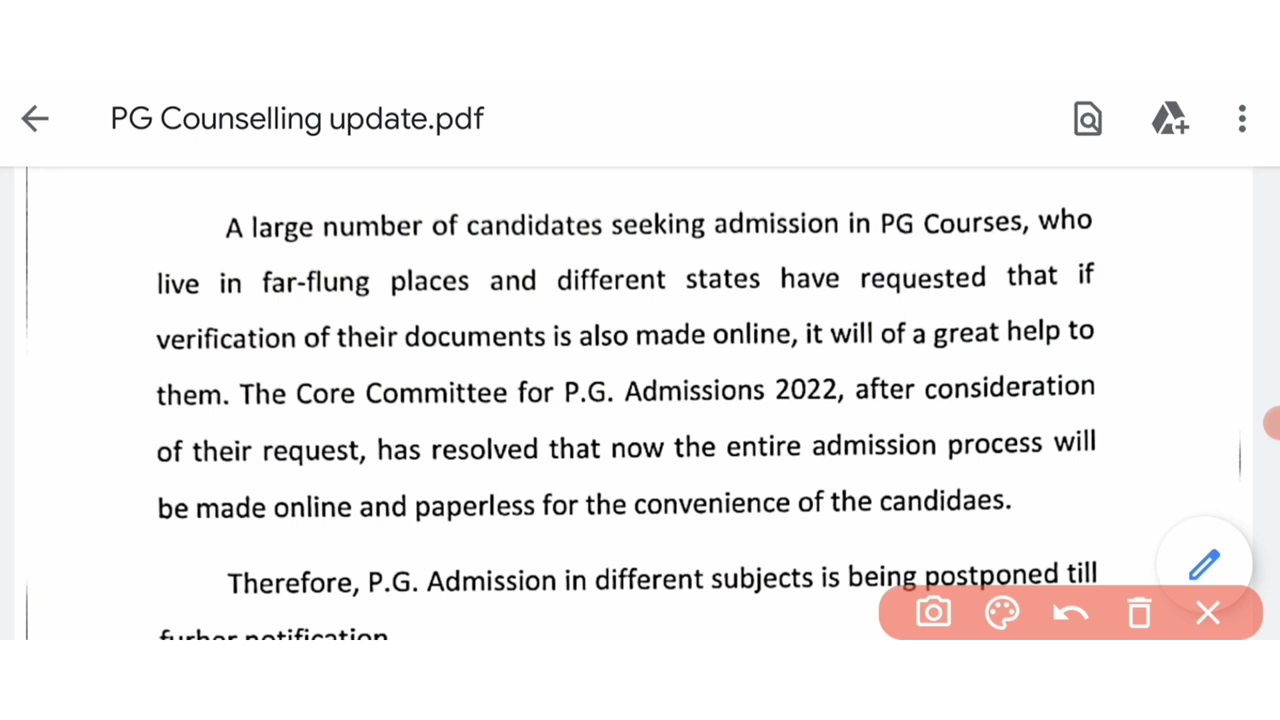 PG Counselling update.pdf
A large number of candidates seeking admission in PG Courses, who
live in far-flung places and different states have requested that if
verification of their documents is also made online, it will of a great help to
them. The Core Committee for P.G. Admissions 2022, after consideration
of their request, has resolved that now the entire admission process will
be made online and paperless for the convenience of the candidaes.
Therefore, P.G. Admission in different subjects is being postponed till
furher notification